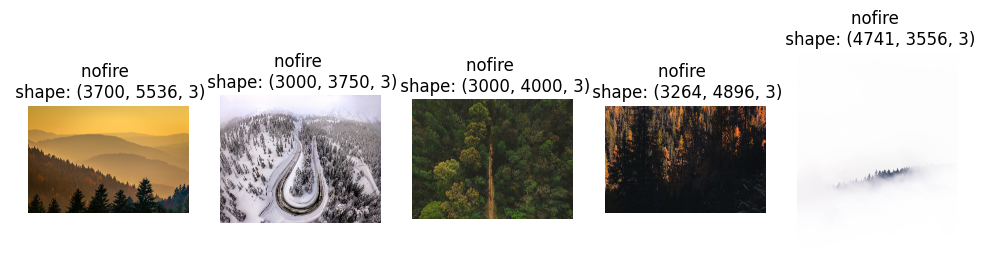 nofire
shape: (3700, 5536, 3)
nofire
shape: (3000, 3750, 3)
nofire
shape: (3000, 4000, 3)
nofire
shape: (3264, 4896, 3)
nofire
shape: (4741, 3556, 3)